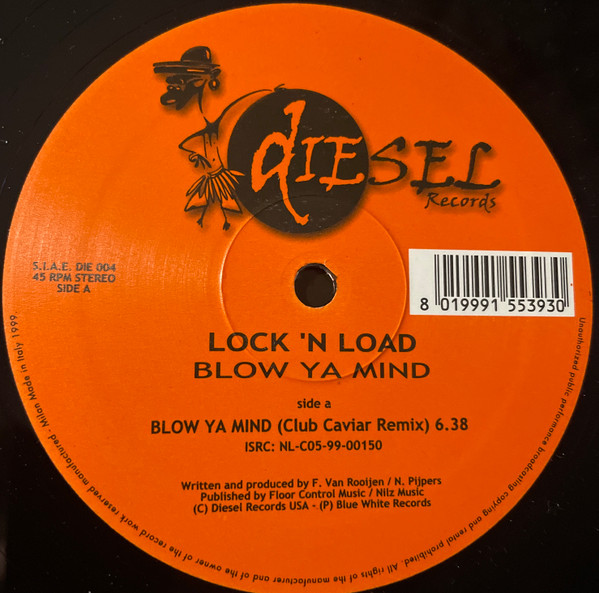 dIESEL
Records
S.I.A.E. DIE 004
45 RPM STEREO
SIDE A
8 019991 553930
LOCK 'N LOAD
BLOW YA MIND
side a
BLOW YA MIND (Club Caviar Remix) 6.38
ISRC: NL-C05-99-00150
Written and produced by F. Van Rooijen / N. Pijpers
Published by Floor Control Music / Nilz Music
(C) Diesel Records USA - (P) Blue White Records
Unauthorized public performance broadcasting copying and rental prohibited. All rights of the manufacturer and of the owner of the record work reserved manufactured - Milan Made in Italy 1999.